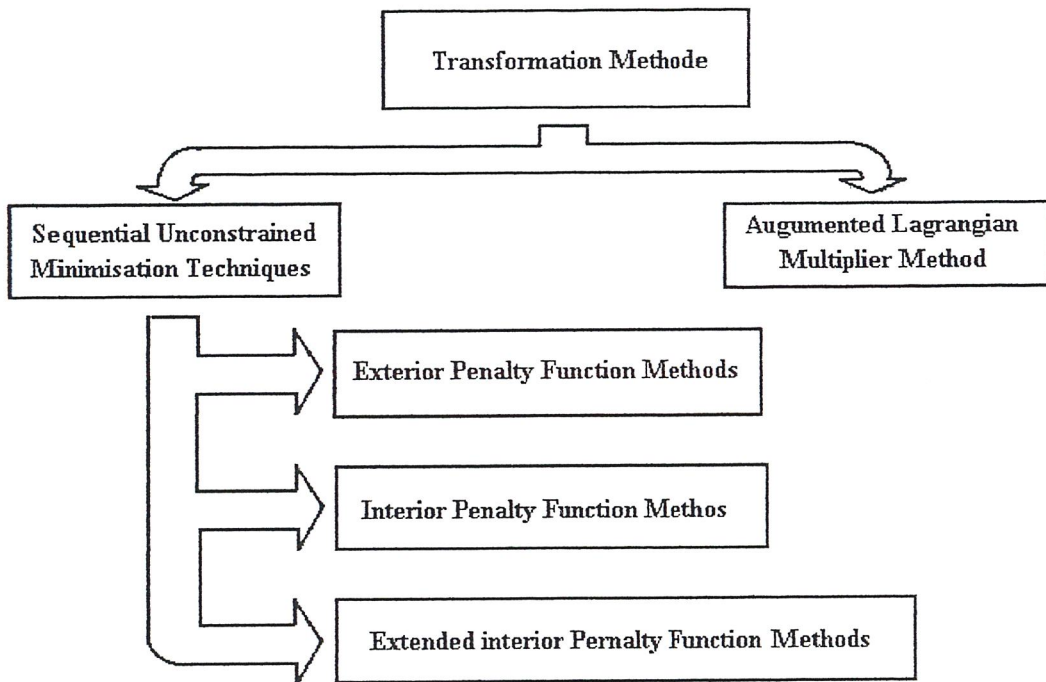 Transformation Methode
Sequential Unconstrained
Minimisation Techniques
Augumented Lagrangian
Multiplier Method
Exterior Penalty Function Methods
Interior Penalty Function Methos
Extended interior Pernalty Function Methods